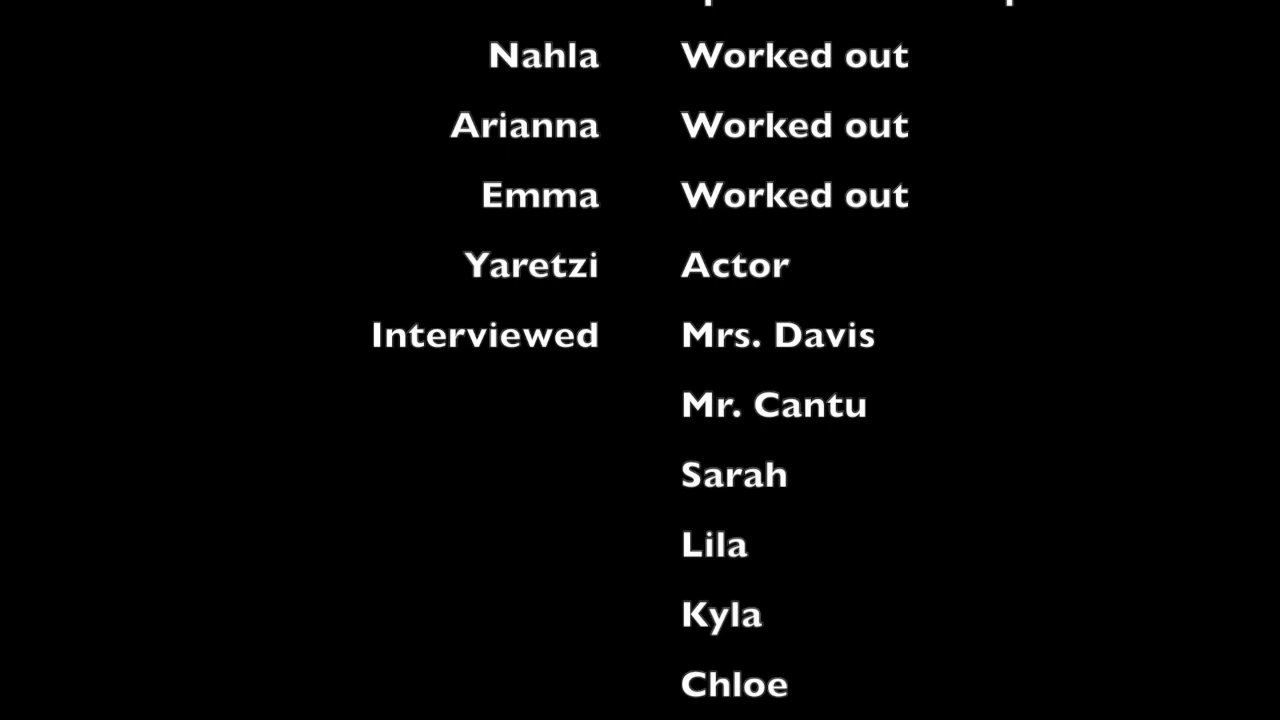 Nahla Worked out
Arianna Worked out
Emma Worked out
Yaretzi Actor
Interviewed Mrs. Davis
Mr. Cantu
Sarah
Lila
Kyla
Chloe